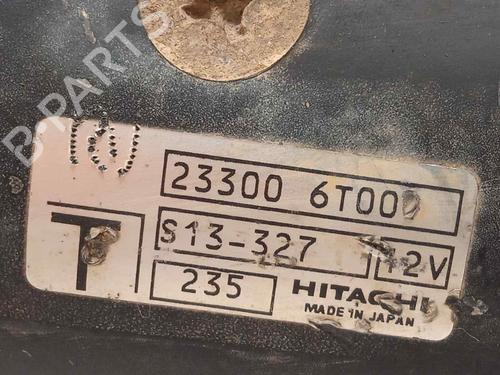 B-PARTS
23300 6T00
S13-327 12V
T 235 HITACHI
MADE IN JAPAN